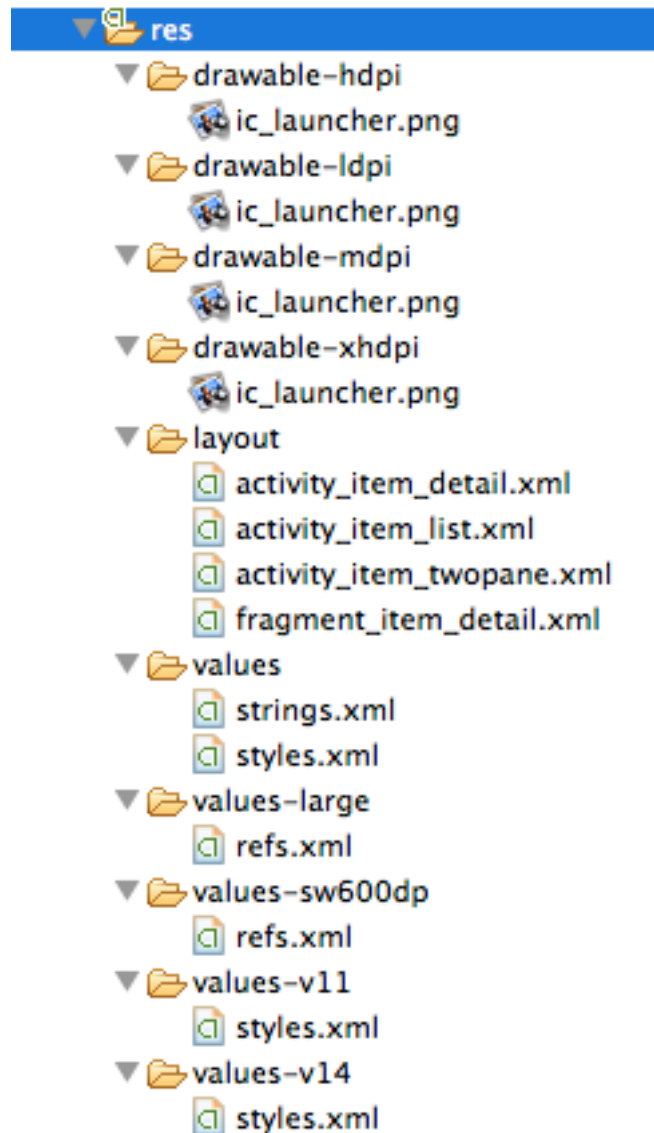 res
drawable-hdpi
ic_launcher.png
drawable-ldpi
ic_launcher.png
drawable-mdpi
ic_launcher.png
drawable-xhdpi
ic_launcher.png
layout
activity_item_detail.xml
activity_item_list.xml
activity_item_twopane.xml
fragment_item_detail.xml
values
strings.xml
styles.xml
values-large
refs.xml
values-sw600dp
refs.xml
values-v11
styles.xml
values-v14
styles.xml